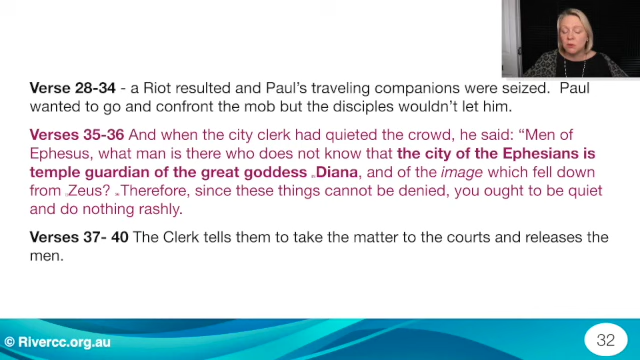 Verse 28-34 - a Riot resulted and Paul's traveling companions were seized.  Paul
wanted to go and confront the mob but the disciples wouldn't let him.
Verses 35-36 And when the city clerk had quieted the crowd, he said: “Men of
Ephesus, what man is there who does not know that the city of the Ephesians is
temple guardian of the great goddess Diana, and of the image which fell down
from Zeus? Therefore, since these things cannot be denied, you ought to be quiet
and do nothing rashly.
Verses 37- 40 The Clerk tells them to take the matter to the courts and releases the
men.
© Rivercc.org.au
32